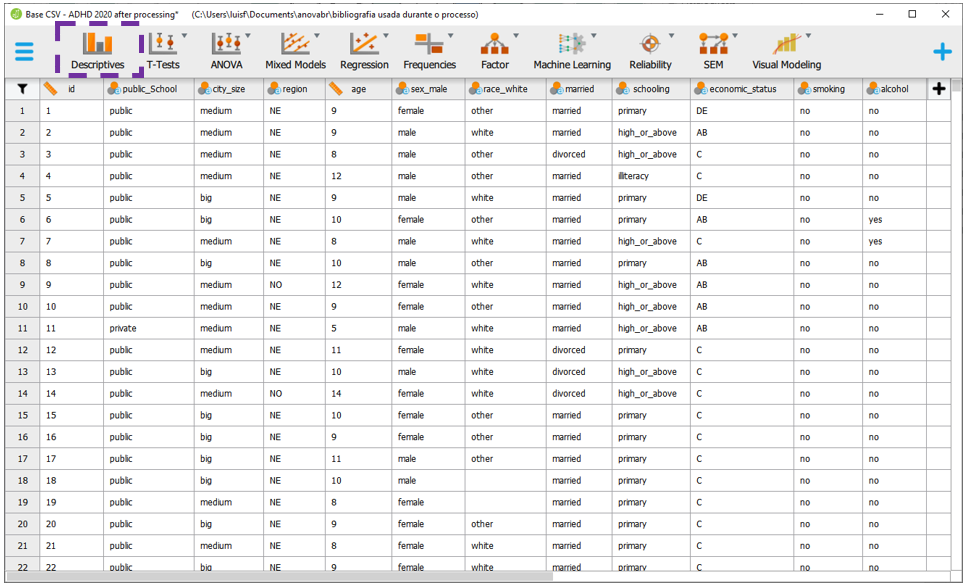 Base CSV - ADHD 2020 after processing* (C:\Users\luisf\Documents\anovabr\bibliografia usada durante o processo)
Descriptives T-Tests ANOVA Mixed Models Regression Frequencies Factor Machine Learning Reliability SEM Visual Modeling
id public_School city_size region age sex_male race_white married schooling economic_status smoking alcohol
1 1 public medium NE 9 female other married primary DE no no
2 2 public medium NE 9 male white married high_or_above AB no no
3 3 public medium NE 8 male other divorced high_or_above C no no
4 4 public medium NE 12 male other married illiteracy C no no
5 5 public big NE 9 male white married primary DE no no
6 6 public big NE 10 female other married primary AB no yes
7 7 public medium NE 8 male white married high_or_above C no yes
8 8 public big NE 10 male other married primary AB no no
9 9 public medium NO 12 female white married high_or_above AB no no
10 10 public medium NE 9 female other married high_or_above AB no no
11 11 private medium NE 5 male white married high_or_above AB no no
12 12 public medium NE 11 female white divorced primary C no no
13 13 public big NE 10 male white divorced high_or_above C no no
14 14 public medium NO 14 female white divorced high_or_above C no no
15 15 public big NE 10 female other married primary C no no
16 16 public big NE 9 female other married primary C no no
17 17 public big NE 11 male other married primary C no no
18 18 public big NE 10 male married primary C no no
19 19 public medium NE 8 female married primary C no no
20 20 public big NE 9 female other married primary C no no
21 21 public medium NE 8 female white married primary C no no
22 22 public big NE 9 female white married primary C no no